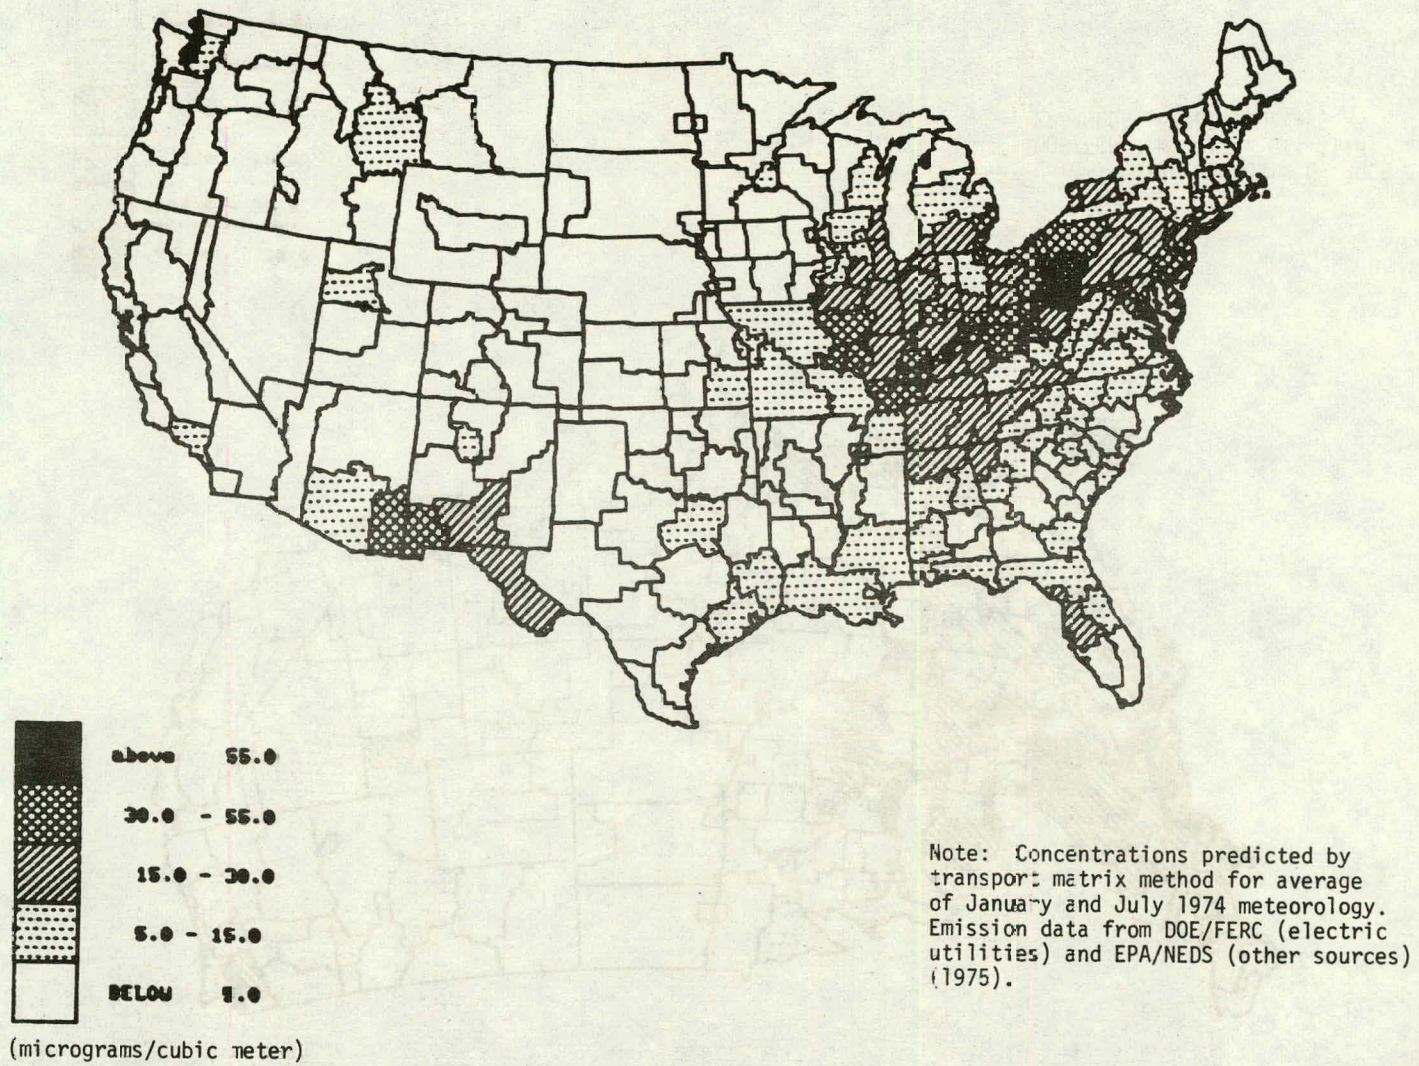 above 55.0
30.0 - 55.0
15.0 - 30.0
5.0 - 15.0
BELOW 5.0
(micrograms/cubic meter)
Note: Concentrations predicted by
transport matrix method for average
of January and July 1974 meteorology.
Emission data from DOE/FERC (electric
utilities) and EPA/NEDS (other sources)
(1975).